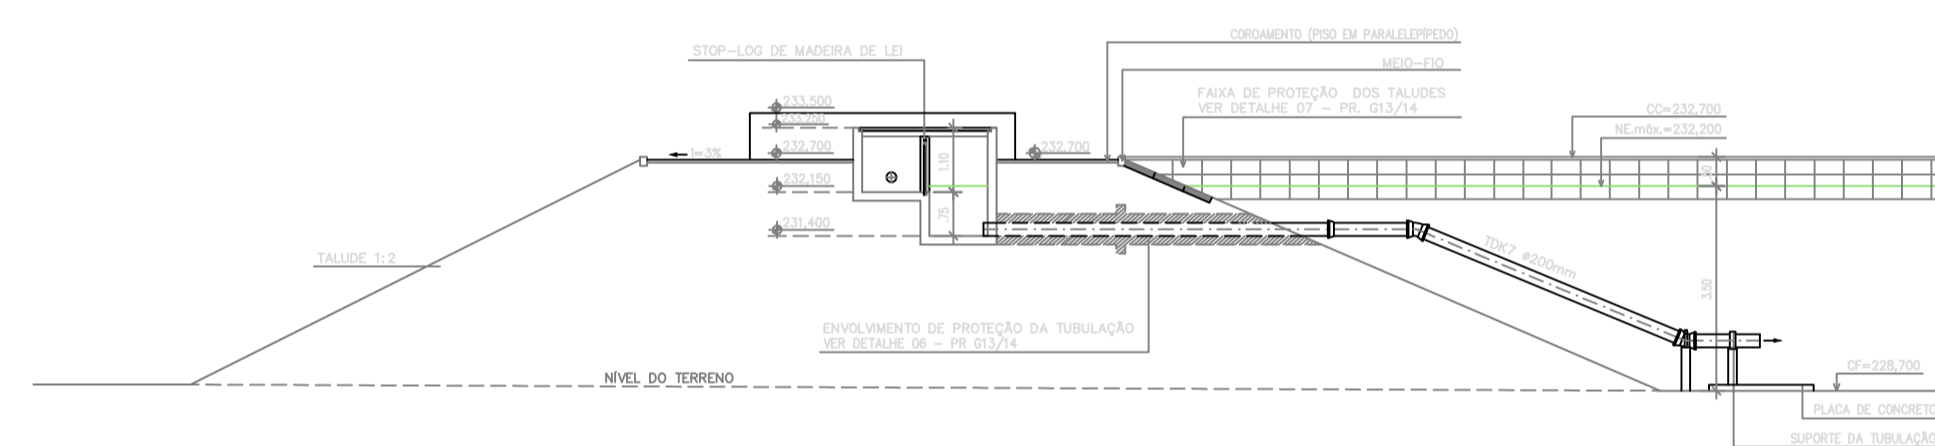 COROAMENTO (PISO EM PARALELEPÍPEDO)
STOP-LOG DE MADEIRA DE LEI
MEIO-FIO
FAIXA DE PROTEÇÃO DOS TALUDES
VER DETALHE 07 - PR. G13/14
233,500
233,250
CC=232,700
NE.máx.=232,200
i=3%
232,700
1.10
232,700
.50
232,150
.75
231,400
TALUDE 1:2
TDK7 ø200mm
3.50
ENVOLVIMENTO DE PROTEÇÃO DA TUBULAÇÃO
VER DETALHE 06 - PR G13/14
NÍVEL DO TERRENO
CF=228,700
PLACA DE CONCRETO
SUPORTE DA TUBULAÇÃO